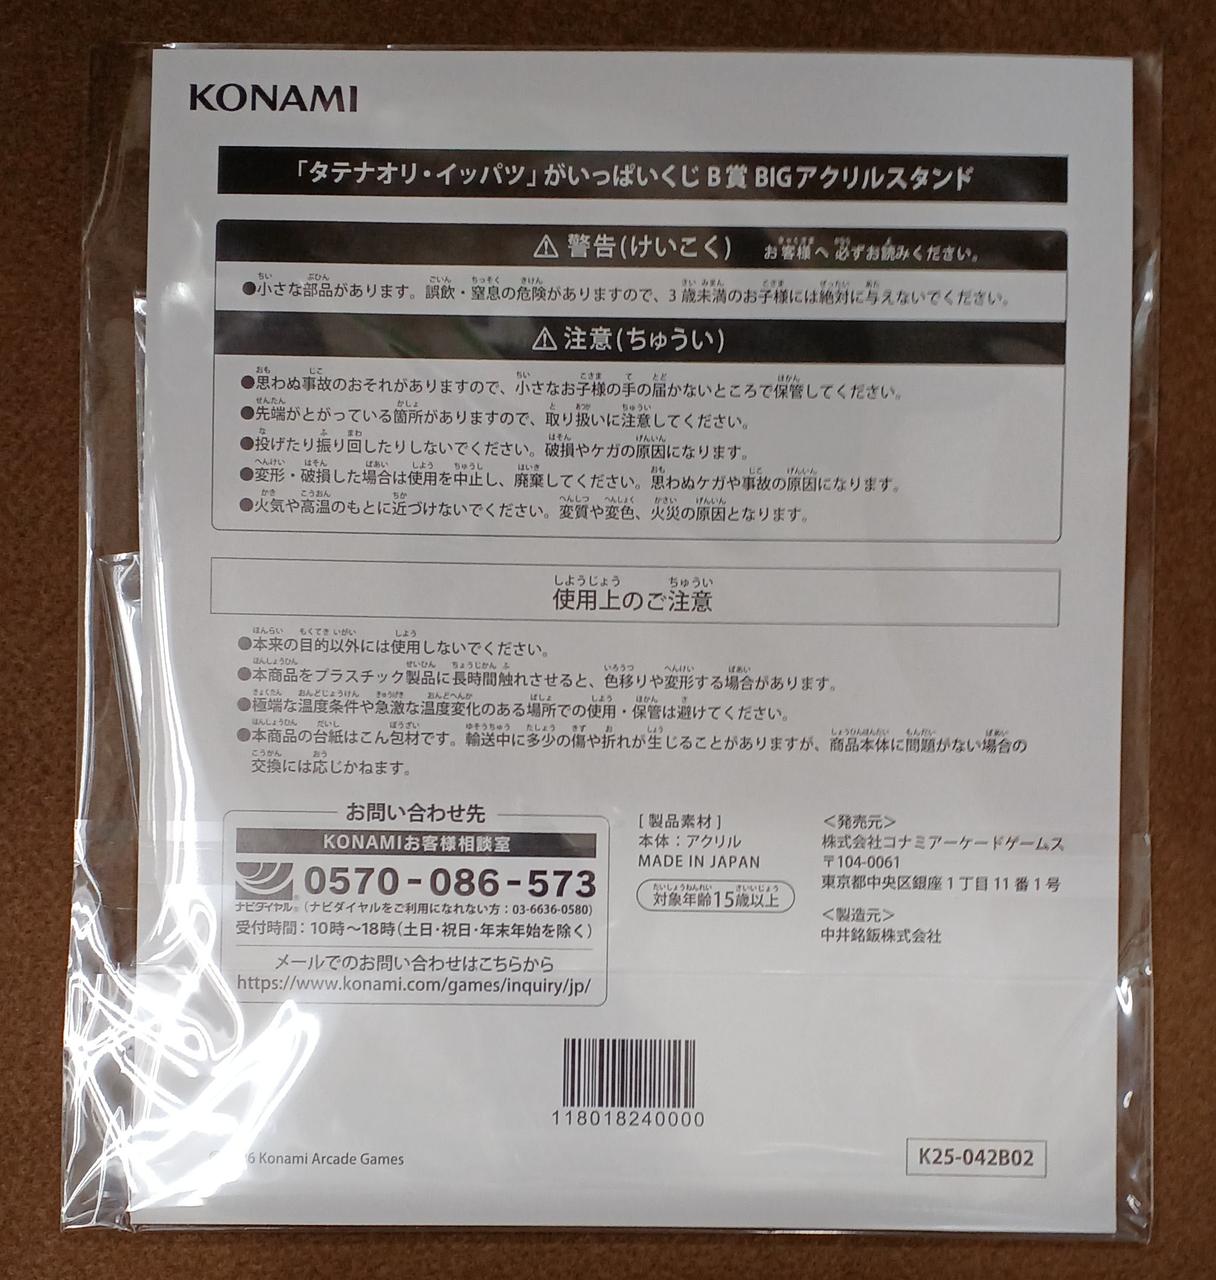 KONAMI
「タテナオリ・イッパツ」がいっぱいくじ B賞 BIGアクリルスタンド
⚠ 警告(けいこく) お客様へ 必ずお読みください。
●小さな部品があります。誤飲・窒息の危険がありますので、3歳未満のお子様には絶対に与えないでください。
⚠ 注意(ちゅうい)
●思わぬ事故のおそれがありますので、小さなお子様の手の届かないところで保管してください。
●先端がとがっている箇所がありますので、取り扱いに注意してください。
●投げたり振り回したりしないでください。破損やケガの原因になります。
●変形・破損した場合は使用を中止し、廃棄してください。思わぬケガや事故の原因になります。
●火気や高温のもとに近づけないでください。変質や変色、火災の原因となります。
使用上のご注意
●本来の目的以外には使用しないでください。
●本商品をプラスチック製品に長時間触れさせると、色移りや変形する場合があります。
●極端な温度条件や急激な温度変化のある場所での使用・保管は避けてください。
●本商品の台紙はこん包材です。輸送中に多少の傷や折れが生じることがありますが、商品本体に問題がない場合の
交換には応じかねます。
お問い合わせ先
KONAMIお客様相談室
0570-086-573
ナビダイヤル® (ナビダイヤルをご利用になれない方：03-6636-0580)
受付時間：10時～18時(土日・祝日・年末年始を除く)
メールでのお問い合わせはこちらから
https://www.konami.com/games/inquiry/jp/
[製品素材]
本体：アクリル
MADE IN JAPAN
対象年齢15歳以上
＜発売元＞
株式会社コナミアーケードゲームス
〒104-0061
東京都中央区銀座1丁目11番1号
＜製造元＞
中井銘鈑株式会社
118018240000
Konami Arcade Games
K25-042B02